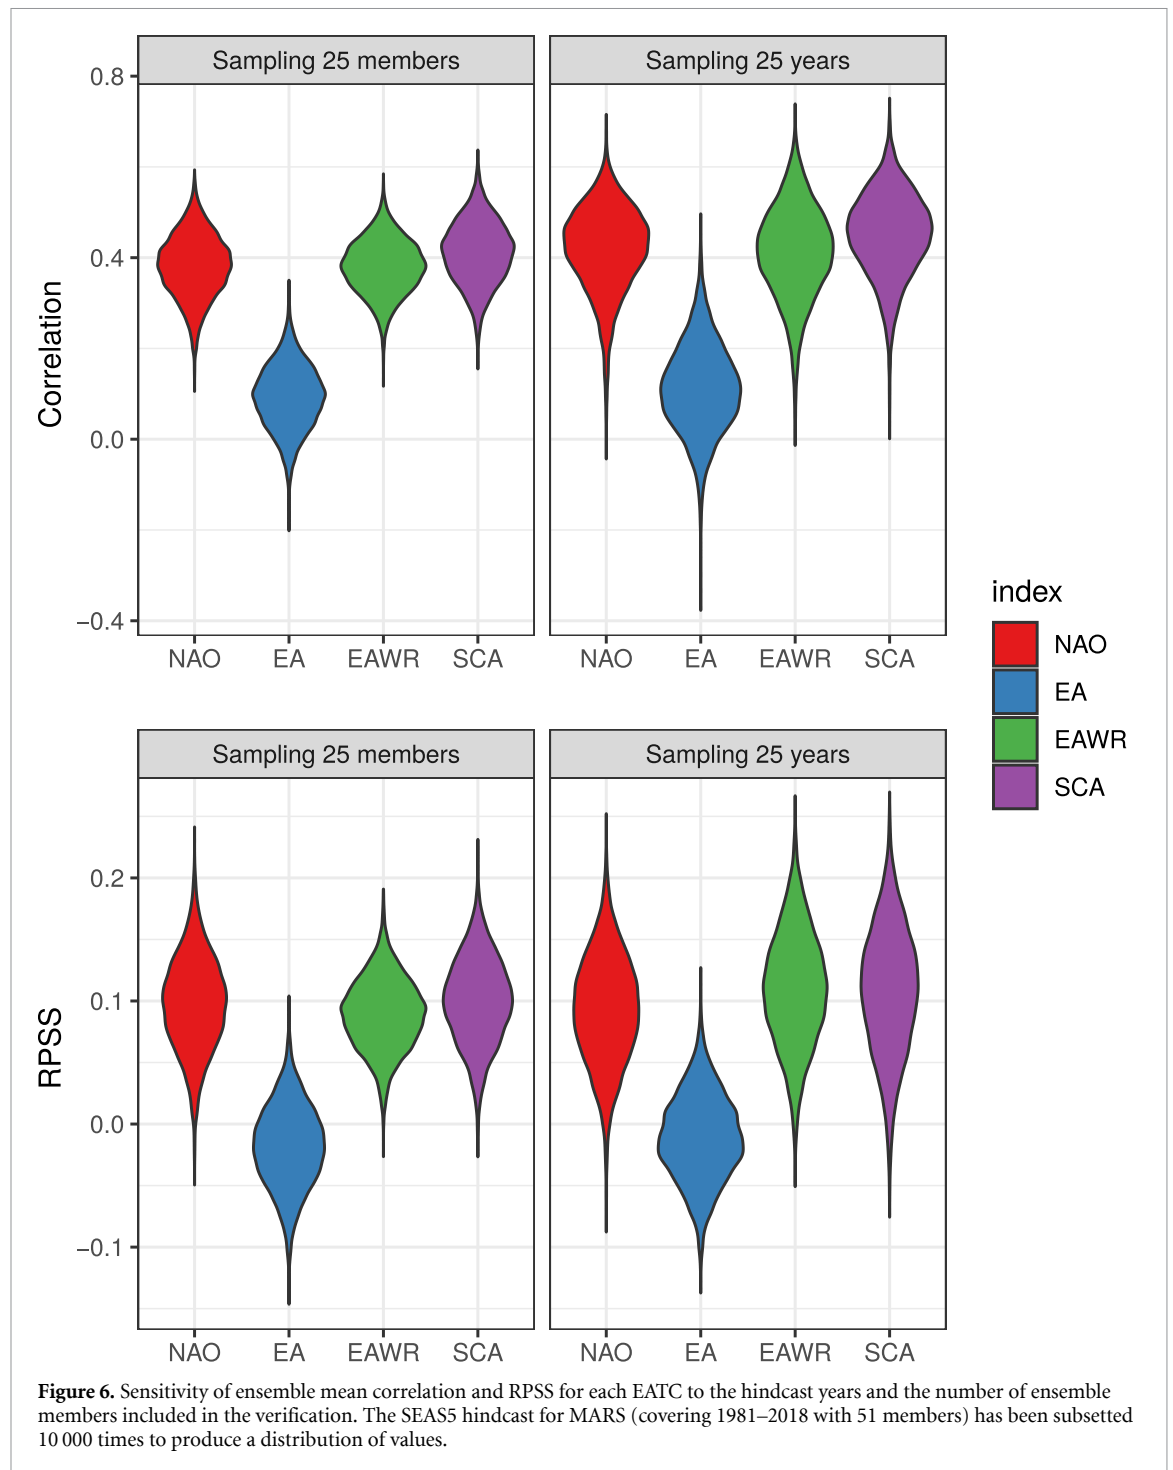 Sampling 25 members
Sampling 25 years
0.8
0.4
0.0
−0.4
Correlation
NAO
EA
EAWR
SCA
NAO
EA
EAWR
SCA
index
NAO
EA
EAWR
SCA
Sampling 25 members
Sampling 25 years
0.2
0.1
0.0
−0.1
RPSS
NAO
EA
EAWR
SCA
NAO
EA
EAWR
SCA
Figure 6. Sensitivity of ensemble mean correlation and RPSS for each EATC to the hindcast years and the number of ensemble
members included in the verification. The SEAS5 hindcast for MARS (covering 1981–2018 with 51 members) has been subsetted
10 000 times to produce a distribution of values.